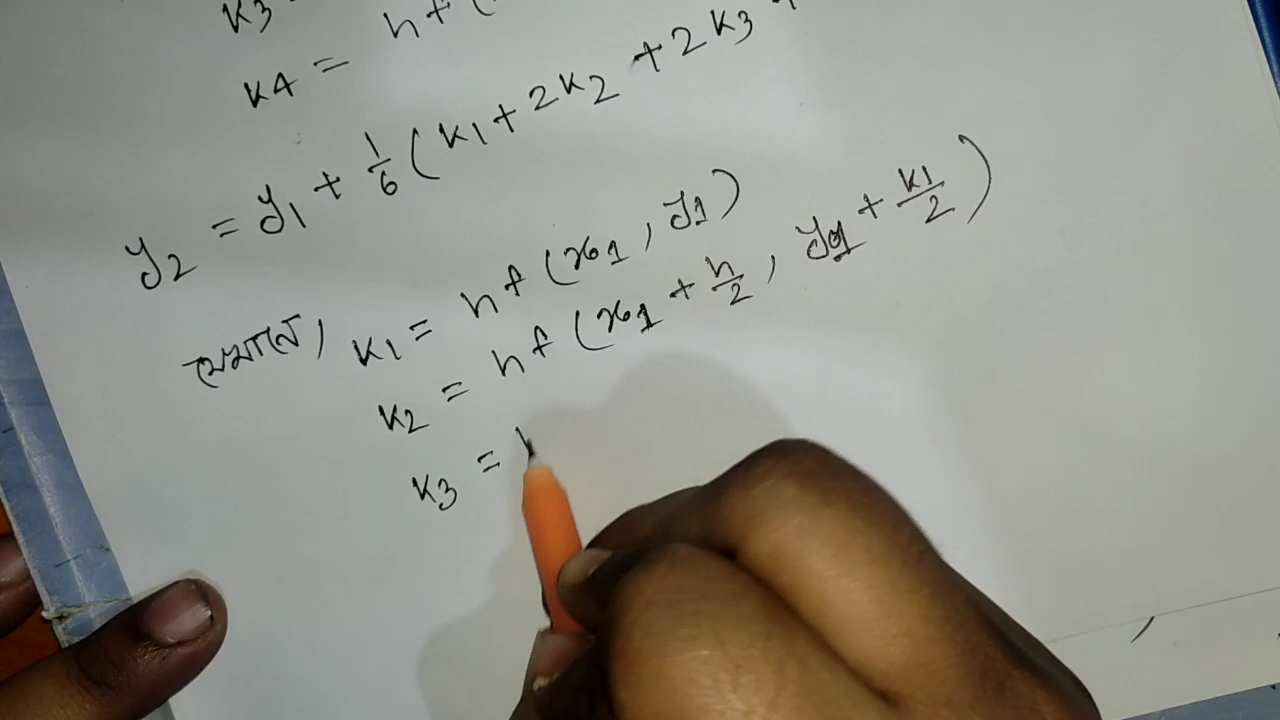 K3
K4 = hf(
y2 = y1 + 1/6 (K1 + 2K2 + 2K3 +
যেখানে, K1 = hf(x1, y1)
K2 = hf(x1 + h/2, y1 + K1/2)
K3 =